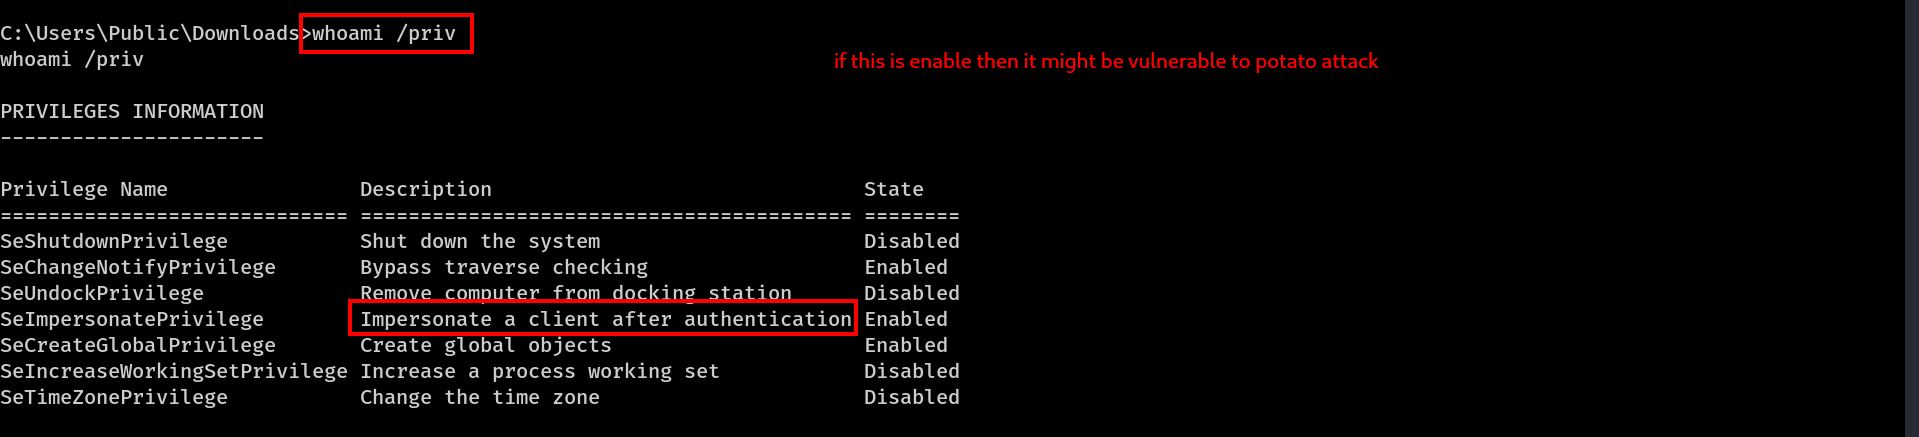 C:\Users\Public\Downloads>whoami /priv
whoami /priv
if this is enable then it might be vulnerable to potato attack
PRIVILEGES INFORMATION
----------------------
Privilege Name                Description                               State
============================= ========================================= ========
SeShutdownPrivilege           Shut down the system                      Disabled
SeChangeNotifyPrivilege       Bypass traverse checking                  Enabled
SeUndockPrivilege             Remove computer from docking station      Disabled
SeImpersonatePrivilege        Impersonate a client after authentication Enabled
SeCreateGlobalPrivilege       Create global objects                     Enabled
SeIncreaseWorkingSetPrivilege Increase a process working set            Disabled
SeTimeZonePrivilege           Change the time zone                      Disabled